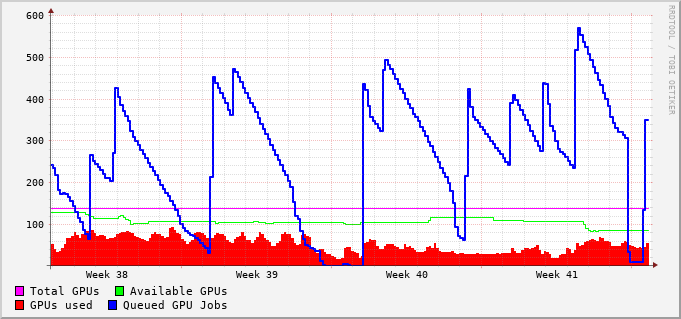 600
500
400
300
200
100
Week 38 Week 39 Week 40 Week 41
Total GPUs Available GPUs
GPUs used Queued GPU Jobs
RRDTOOL / TOBI OETIKER